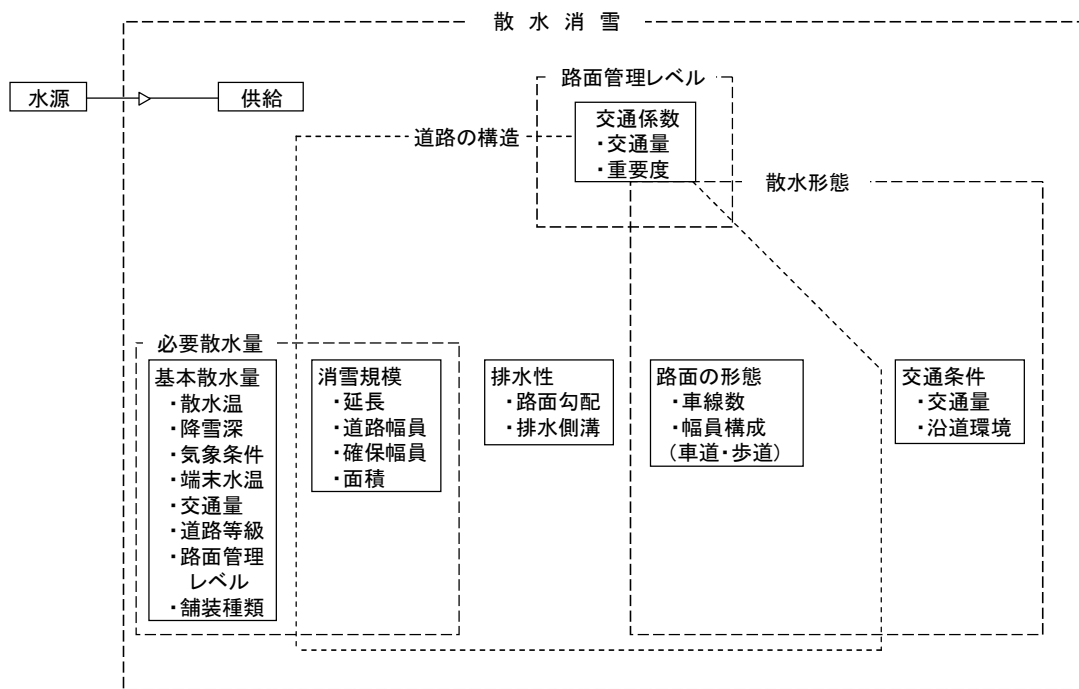 散水消雪
路面管理レベル
水源
供給
交通係数
・交通量
・重要度
道路の構造
散水形態
必要散水量
基本散水量
・散水温
・降雪深
・気象条件
・端末水温
・交通量
・道路等級
・路面管理
レベル
・舗装種類
消雪規模
・延長
・道路幅員
・確保幅員
・面積
排水性
・路面勾配
・排水側溝
路面の形態
・車線数
・幅員構成
(車道・歩道)
交通条件
・交通量
・沿道環境